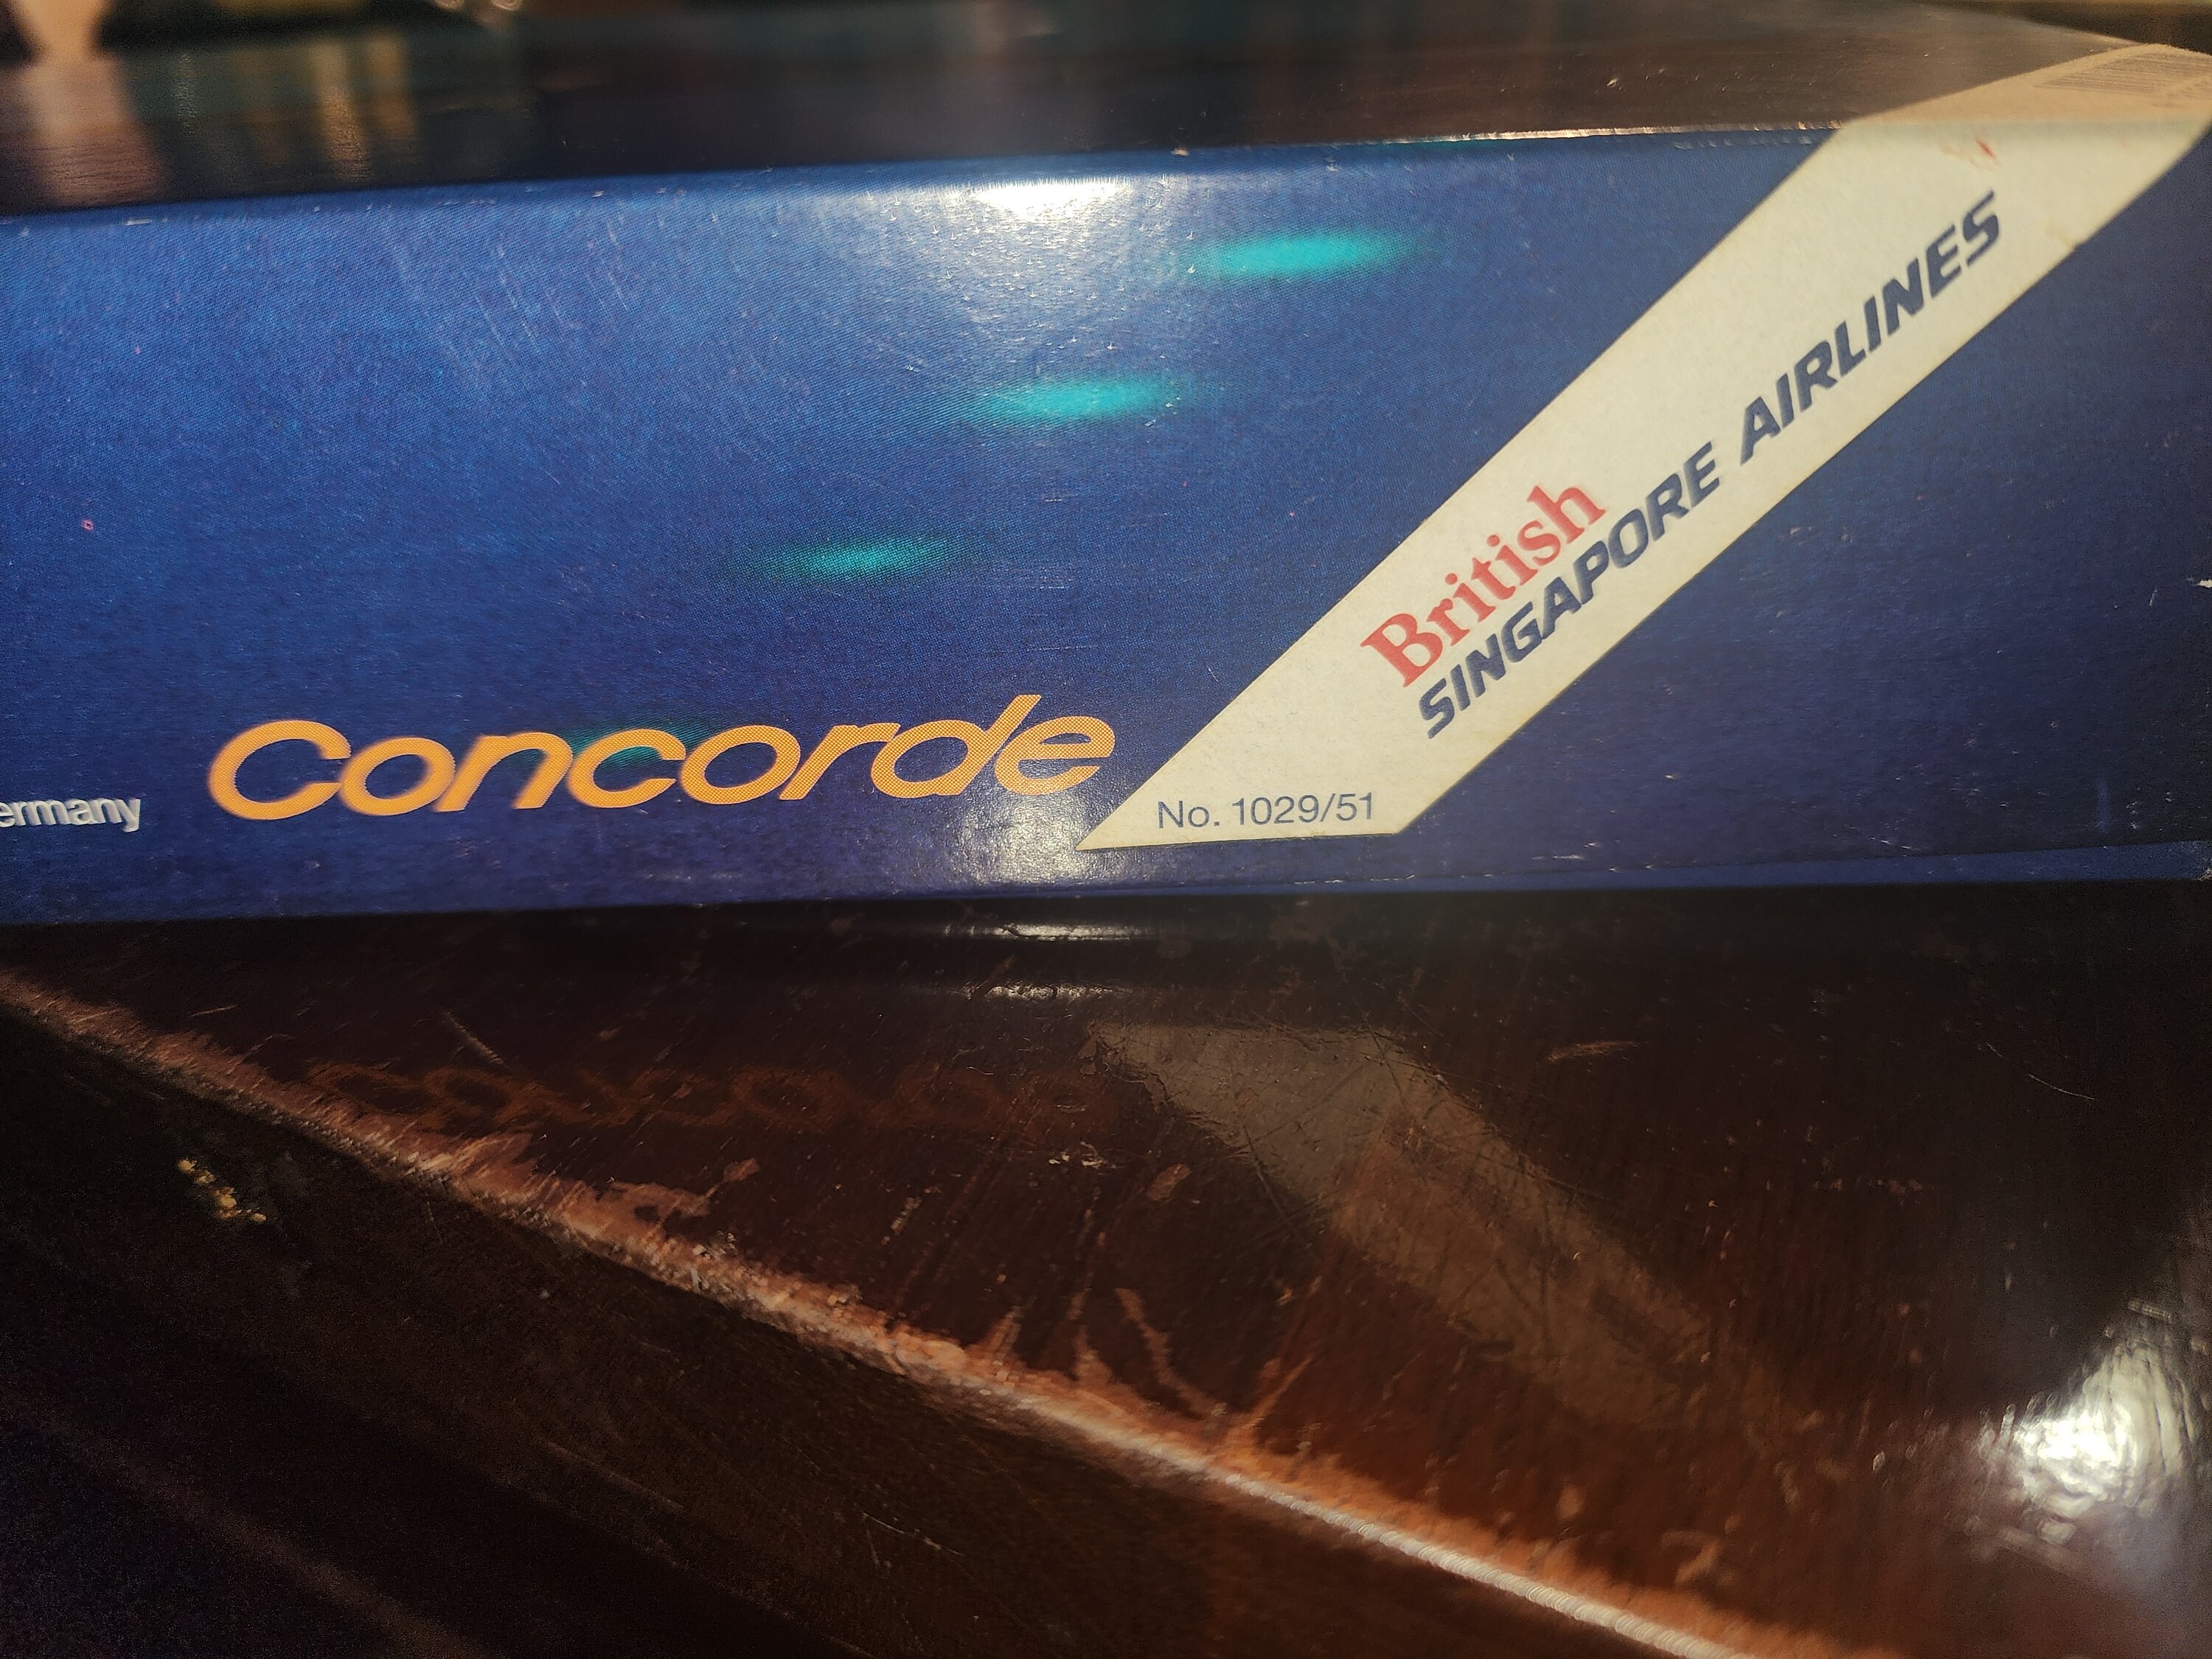 ermany
Concorde
British
SINGAPORE AIRLINES
No. 1029/51